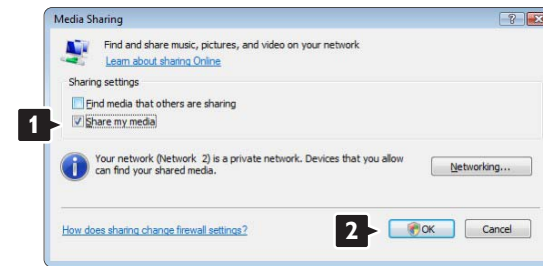 Media Sharing
Find and share music, pictures, and video on your network
Learn about sharing Online
Sharing settings
Find media that others are sharing
1
Share my media
Your network (Network 2) is a private network. Devices that you allow
can find your shared media.
Networking...
How does sharing change firewall settings?
2
OK
Cancel